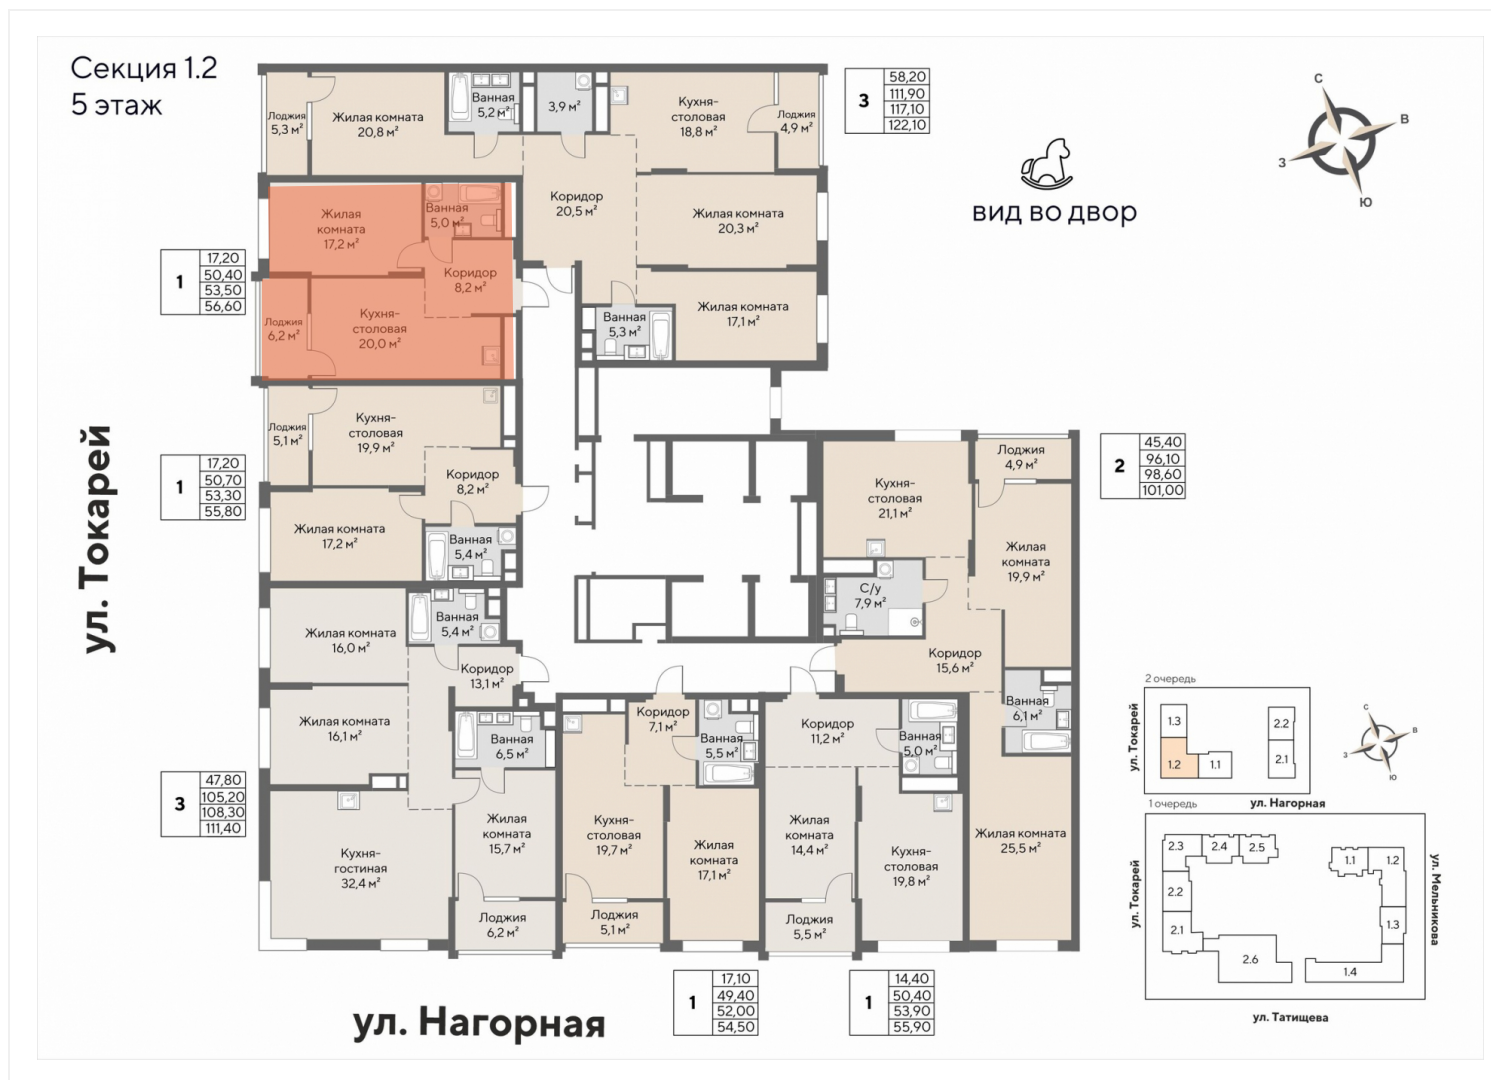 Секция 1.2
5 этаж
Лоджия
5,3 м²
Жилая комната
20,8 м²
Ванная
5,2 м²
3,9 м²
Кухня-
столовая
18,8 м²
Лоджия
4,9 м²
3
58,20
111,90
117,10
122,10
С
В
З
Ю
вид во двор
Коридор
20,5 м²
Жилая комната
20,3 м²
Жилая комната
17,1 м²
Ванная
5,3 м²
Жилая
комната
17,2 м²
Ванная
5,0 м²
Коридор
8,2 м²
Лоджия
6,2 м²
Кухня-
столовая
20,0 м²
1
17,20
50,40
53,50
56,60
ул. Токарей
Лоджия
5,1 м²
Кухня-
столовая
19,9 м²
Коридор
8,2 м²
Жилая комната
17,2 м²
Ванная
5,4 м²
1
17,20
50,70
53,30
55,80
Кухня-
столовая
21,1 м²
Лоджия
4,9 м²
Жилая
комната
19,9 м²
С/у
7,9 м²
Коридор
15,6 м²
Ванная
6,1 м²
Жилая комната
25,5 м²
2
45,40
96,10
98,60
101,00
Жилая комната
16,0 м²
Ванная
5,4 м²
Коридор
13,1 м²
Жилая комната
16,1 м²
Ванная
6,5 м²
Кухня-
гостиная
32,4 м²
Жилая
комната
15,7 м²
Лоджия
6,2 м²
3
47,80
105,20
108,30
111,40
Коридор
7,1 м²
Ванная
5,5 м²
Кухня-
столовая
19,7 м²
Жилая
комната
17,1 м²
Лоджия
5,1 м²
1
17,10
49,40
52,00
54,50
Коридор
11,2 м²
Ванная
5,0 м²
Жилая
комната
14,4 м²
Кухня-
столовая
19,8 м²
Лоджия
5,5 м²
1
14,40
50,40
53,90
55,90
ул. Нагорная
2 очередь
ул. Токарей
1.3
1.2
1.1
2.2
2.1
ул. Нагорная
С
В
З
Ю
1 очередь
ул. Токарей
2.3
2.4
2.5
2.2
2.1
2.6
1.1
1.2
1.3
1.4
ул. Мельникова
ул. Татищева